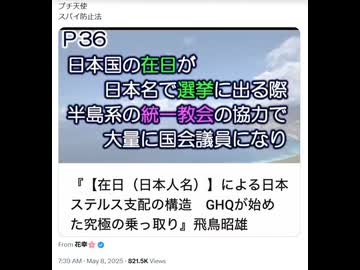 プチ天使
スパイ防止法
P36
日本国の在日が
日本名で選挙に出る際
半島系の統一教会の協力で
大量に国会議員になり
『【在日（日本人名）】による日本
ステルス支配の構造　GHQが始め
た究極の乗っ取り』飛鳥昭雄
From 花幸
7:39 AM · May 8, 2025 · 821.5K Views